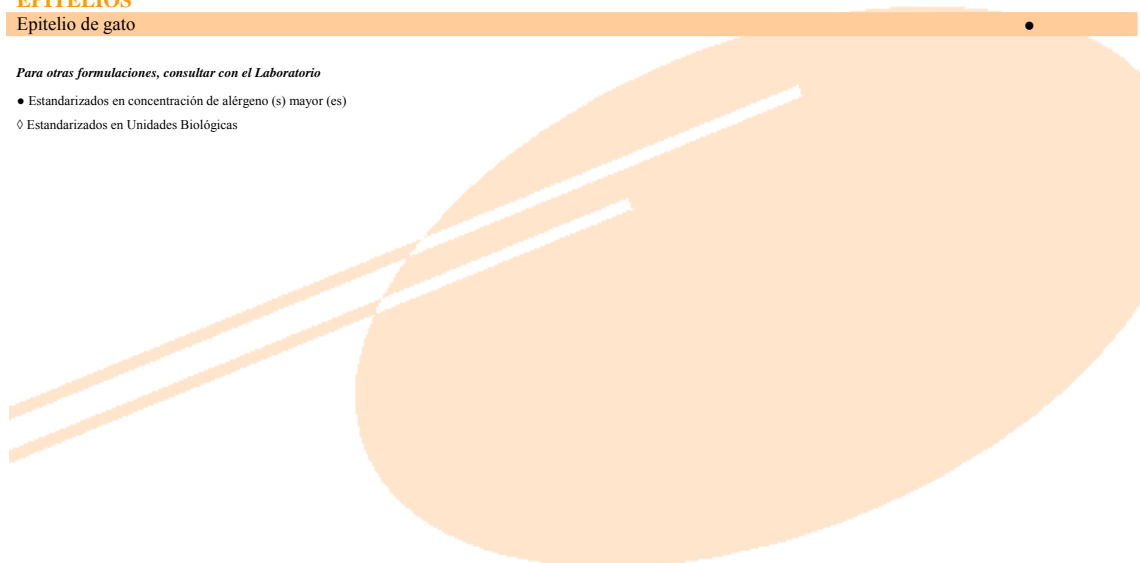 EPITELIOS
Epitelio de gato ●
Para otras formulaciones, consultar con el Laboratorio
● Estandarizados en concentración de alérgeno (s) mayor (es)
◊ Estandarizados en Unidades Biológicas